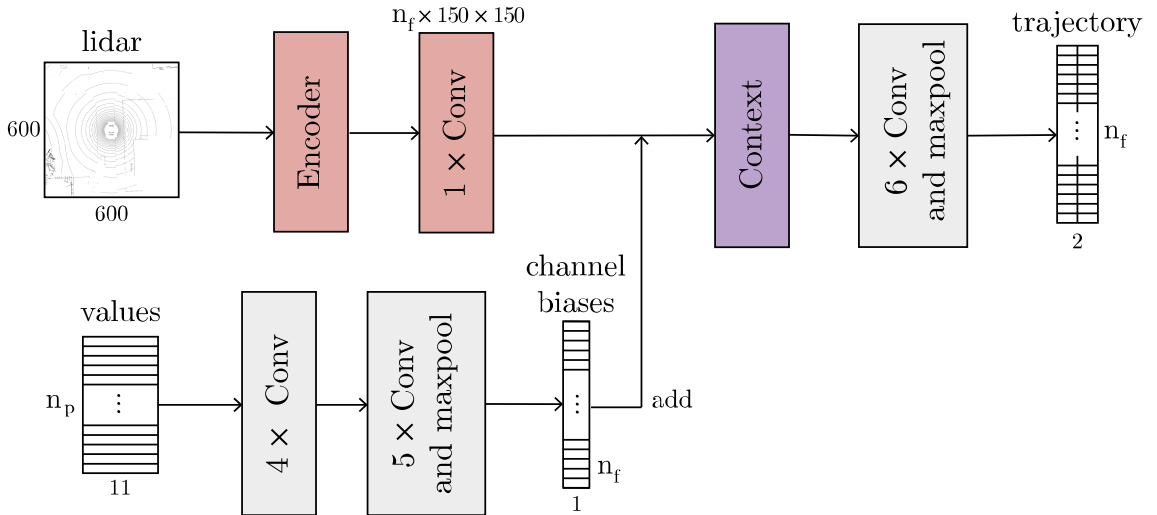 lidar
600
600
Encoder
n_f × 150 × 150
1 × Conv
Context
6 × Conv
and maxpool
trajectory
⋮
n_f
2
values
n_p
⋮
11
4 × Conv
5 × Conv
and maxpool
channel
biases
⋮
n_f
1
add